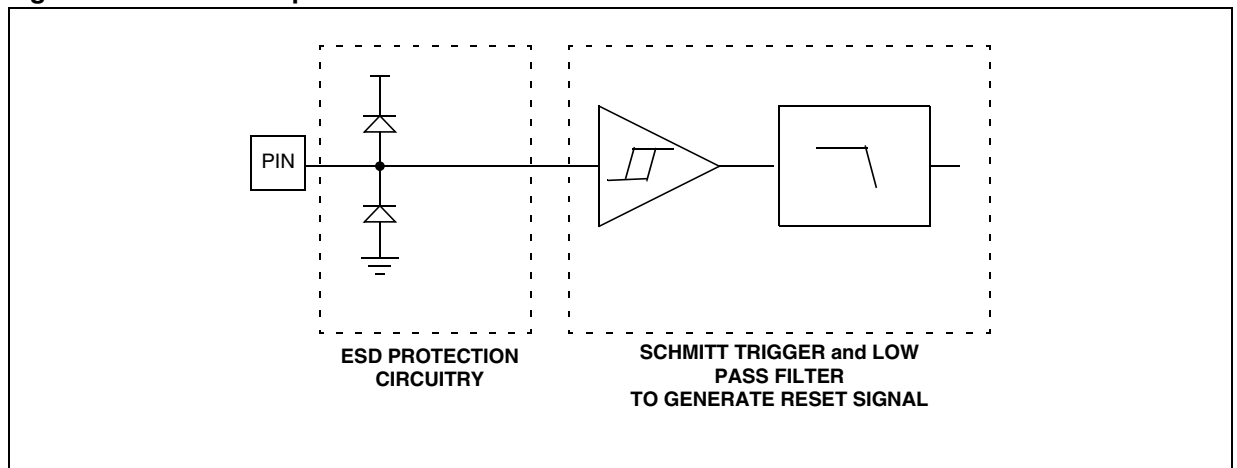 PIN
ESD PROTECTION
CIRCUITRY
SCHMITT TRIGGER and LOW
PASS FILTER
TO GENERATE RESET SIGNAL